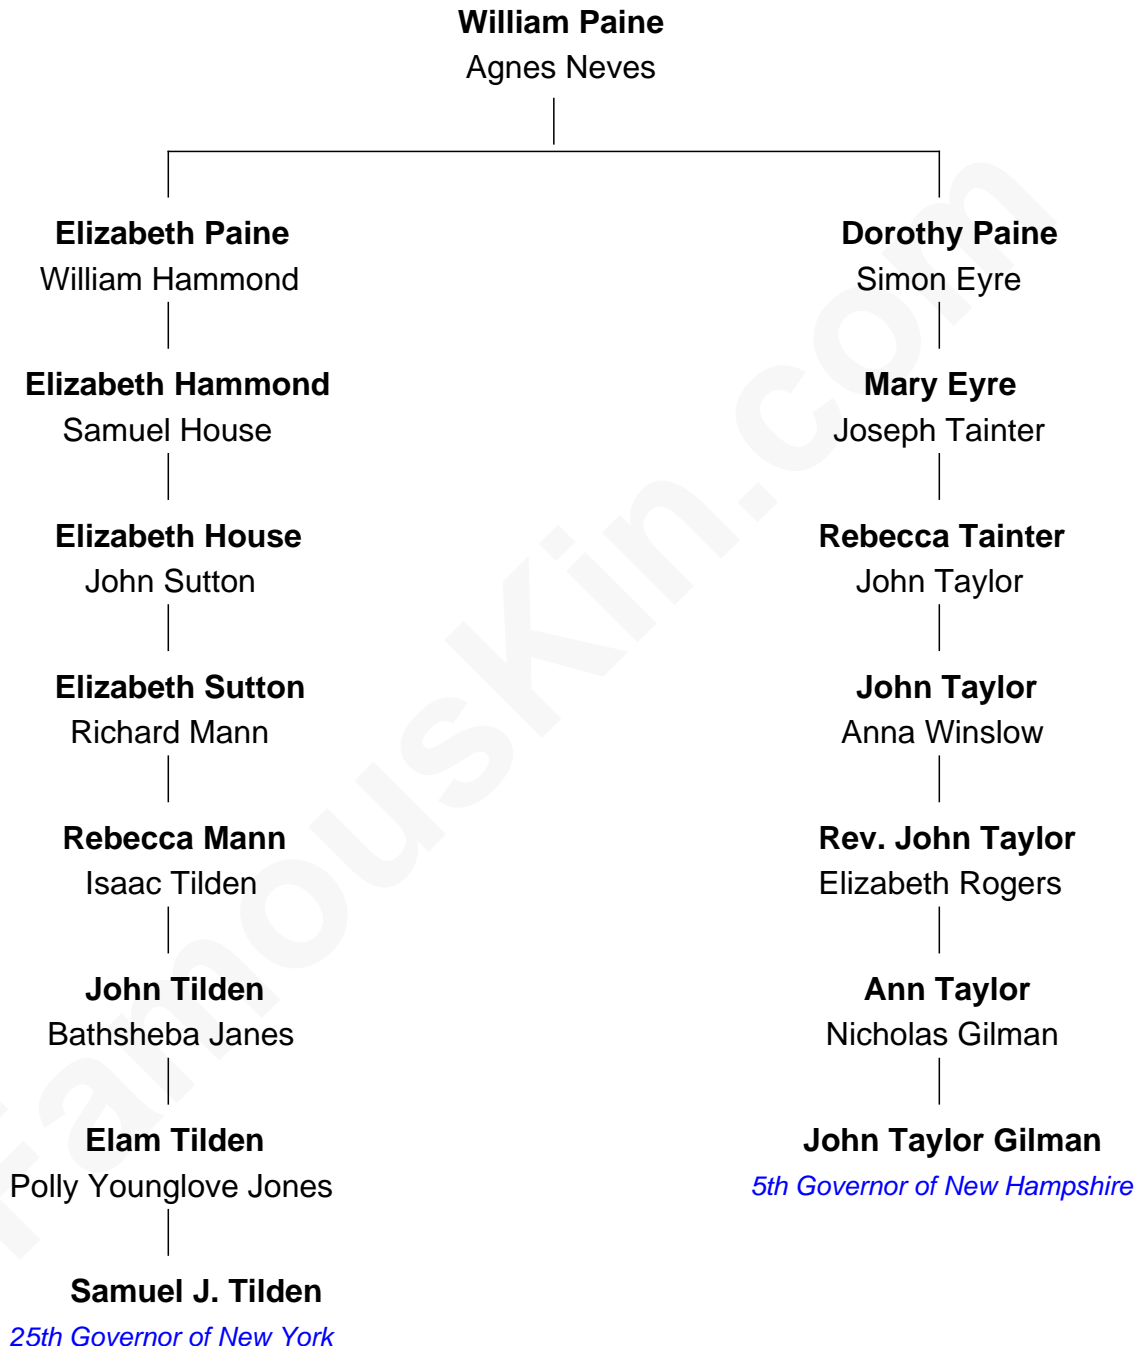 William Paine
Agnes Neves
Elizabeth Paine
William Hammond
Dorothy Paine
Simon Eyre
Elizabeth Hammond
Samuel House
Mary Eyre
Joseph Tainter
Elizabeth House
John Sutton
Rebecca Tainter
John Taylor
Elizabeth Sutton
Richard Mann
John Taylor
Anna Winslow
Rebecca Mann
Isaac Tilden
Rev. John Taylor
Elizabeth Rogers
John Tilden
Bathsheba Janes
Ann Taylor
Nicholas Gilman
Elam Tilden
Polly Younglove Jones
John Taylor Gilman
5th Governor of New Hampshire
Samuel J. Tilden
25th Governor of New York
FamousKin.com